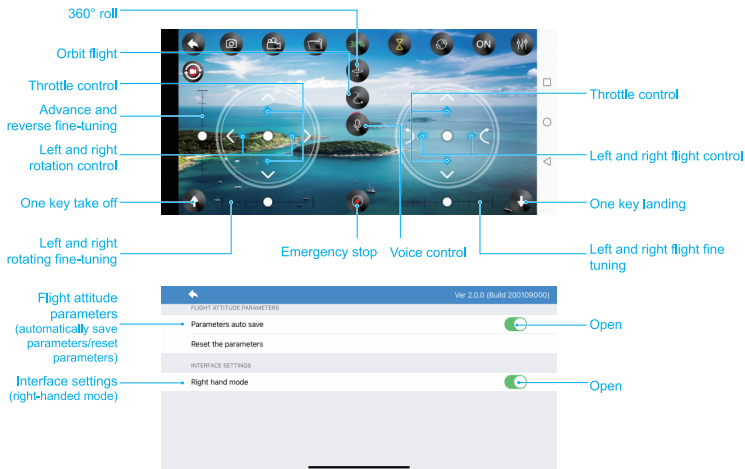 360° roll
Orbit flight
Throttle control
Advance and
reverse fine-tuning
Left and right
rotation control
One key take off
Left and right
rotating fine-tuning
30%
ON
Emergency stop
Voice control
Throttle control
Left and right flight control
One key landing
Left and right flight fine
tuning
Flight attitude
parameters
(automatically save
parameters/reset
parameters)
Interface settings
(right-handed mode)
Ver 2.0.0 (Build 200109000)
FLIGHT ATTITUDE PARAMETERS
Parameters auto save
Reset the parameters
INTERFACE SETTINGS
Right hand mode
Open
Open